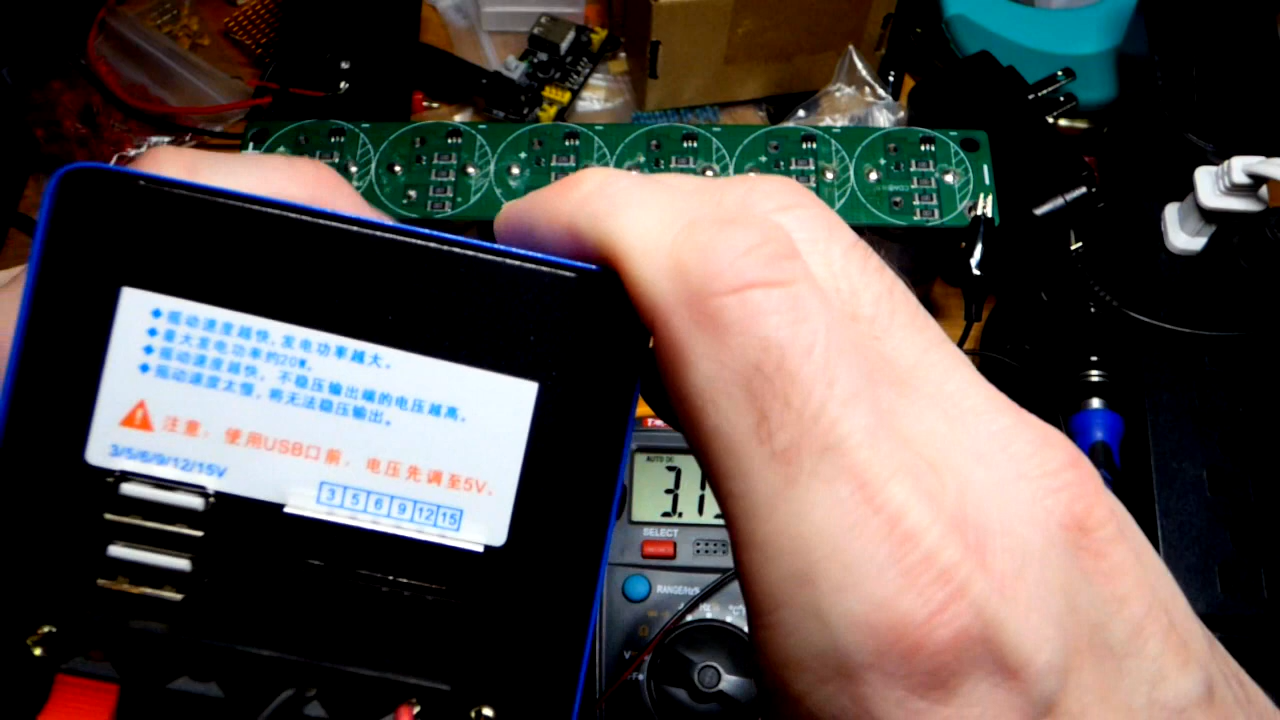 ◆摇动速度越快,发电功率越大。
◆最大发电功率约20W。
◆摇动速度越快,不稳压输出端的电压越高。
◆摇动速度太慢,将无法稳压输出。
注意:使用USB口前,电压先调至5V。
3/5/6/9/12/15V
3 5 6 9 12 15
AUTO DC
SELECT
RANGE/Hz%